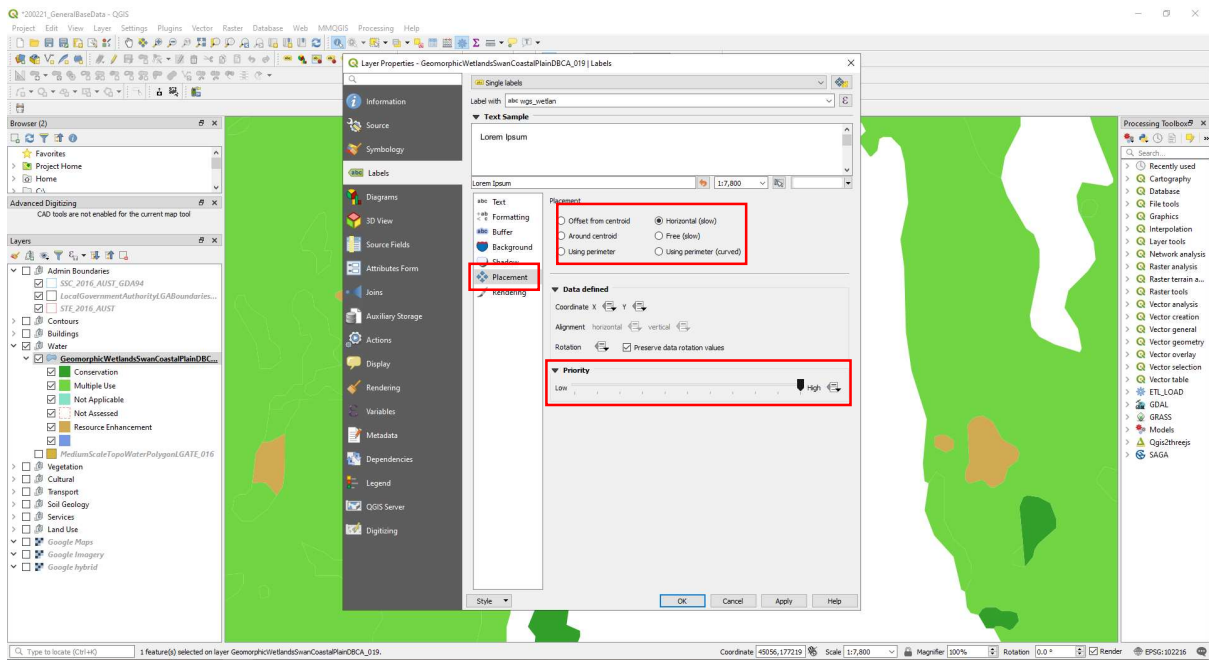 *200221_GeneralBaseData - QGIS
Project Edit View Layer Settings Plugins Vector Raster Database Web MMQGIS Processing Help
Browser (2)
Favorites
Project Home
Home
C:\
Advanced Digitizing
CAD tools are not enabled for the current map tool
Layers
Admin Boundaries
SSC_2016_AUST_GDA94
LocalGovernmentAuthorityLGABoundaries...
STE_2016_AUST
Contours
Buildings
Water
GeomorphicWetlandsSwanCoastalPlainDBC...
Conservation
Multiple Use
Not Applicable
Not Assessed
Resource Enhancement
MediumScaleTopoWaterPolygonLGATE_016
Vegetation
Cultural
Transport
Soil Geology
Services
Land Use
Google Maps
Google Imagery
Google hybrid
Layer Properties - GeomorphicWetlandsSwanCoastalPlainDBCA_019 | Labels
Information
Source
Symbology
abc Labels
Diagrams
3D View
Source Fields
Attributes Form
Joins
Auxiliary Storage
Actions
Display
Rendering
Variables
Metadata
Dependencies
Legend
QGIS Server
Digitizing
Single labels
Label with abc wgs_wetlan
Text Sample
Lorem Ipsum
Lorem Ipsum 1:7,800
abc Text
Formatting
abc Buffer
Background
Shadow
Placement
Rendering
Placement
Offset from centroid Horizontal (slow)
Around centroid Free (slow)
Using perimeter Using perimeter (curved)
Data defined
Coordinate X Y
Alignment horizontal vertical
Rotation Preserve data rotation values
Priority
Low High
Style OK Cancel Apply Help
Processing Toolbox
Search...
Recently used
Cartography
Database
File tools
Graphics
Interpolation
Layer tools
Network analysis
Raster analysis
Raster terrain a...
Raster tools
Vector analysis
Vector creation
Vector general
Vector geometry
Vector overlay
Vector selection
Vector table
ETL_LOAD
GDAL
GRASS
Models
Qgis2threejs
SAGA
Type to locate (Ctrl+K) 1 feature(s) selected on layer GeomorphicWetlandsSwanCoastalPlainDBCA_019. Coordinate 45056,177219 Scale 1:7,800 Magnifier 100% Rotation 0.0 ° Render EPSG:102216